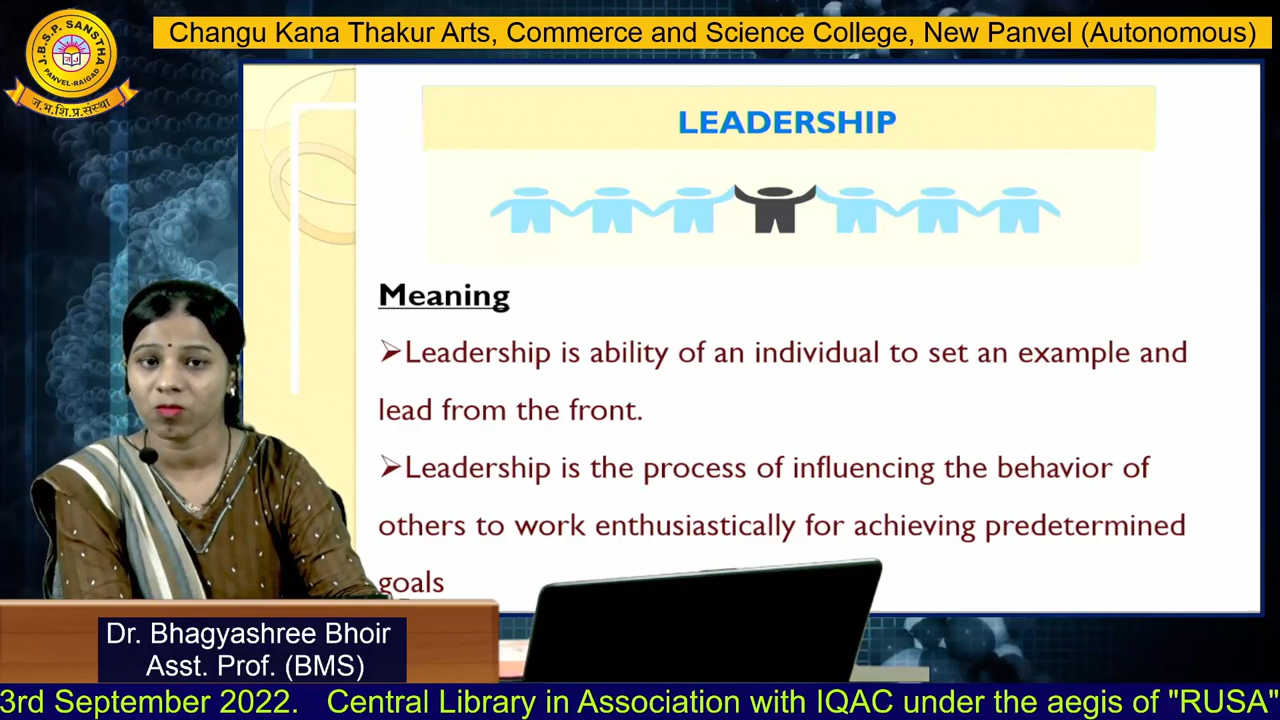 Changu Kana Thakur Arts, Commerce and Science College, New Panvel (Autonomous)
J.B.S.P. SANSTHA
PANVEL-RAIGAD
ज.भ.शि.प्र.संस्था
LEADERSHIP
Meaning
➢Leadership is ability of an individual to set an example and
lead from the front.
➢Leadership is the process of influencing the behavior of
others to work enthusiastically for achieving predetermined
goals
Dr. Bhagyashree Bhoir
Asst. Prof. (BMS)
3rd September 2022. Central Library in Association with IQAC under the aegis of "RUSA"